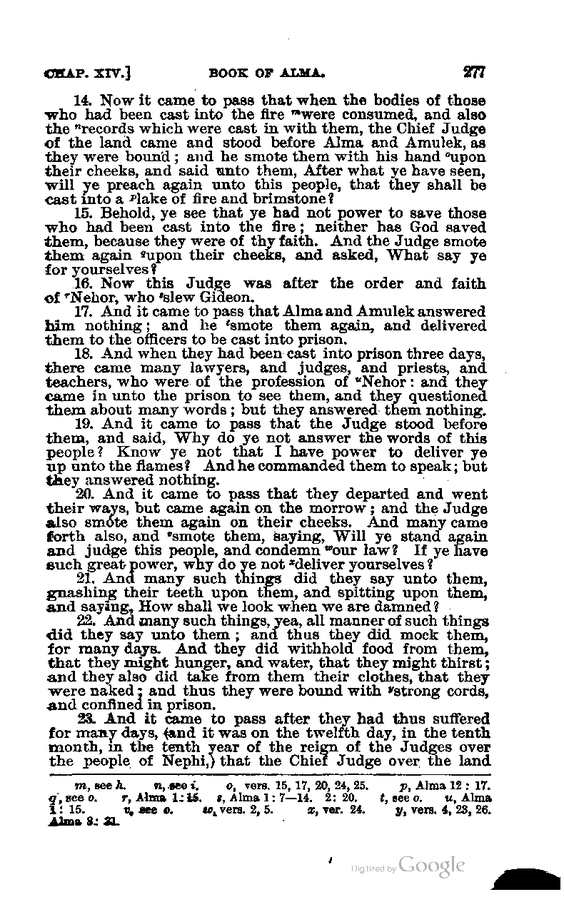 CHAP. XIV.] BOOK OF ALMA. 277
14. Now it came to pass that when the bodies of those
who had been cast into the fire ᵐwere consumed, and also
the ⁿrecords which were cast in with them, the Chief Judge
of the land came and stood before Alma and Amulek, as
they were bound; and he smote them with his hand ᵒupon
their cheeks, and said unto them, After what ye have seen,
will ye preach again unto this people, that they shall be
cast into a ᵖlake of fire and brimstone?
15. Behold, ye see that ye had not power to save those
who had been cast into the fire; neither has God saved
them, because they were of thy faith. And the Judge smote
them again qupon their cheeks, and asked, What say ye
for yourselves?
16. Now this Judge was after the order and faith
of ʳNehor, who ˢslew Gideon.
17. And it came to pass that Alma and Amulek answered
him nothing; and he ᵗsmote them again, and delivered
them to the officers to be cast into prison.
18. And when they had been cast into prison three days,
there came many lawyers, and judges, and priests, and
teachers, who were of the profession of ᵘNehor: and they
came in unto the prison to see them, and they questioned
them about many words; but they answered them nothing.
19. And it came to pass that the Judge stood before
them, and said, Why do ye not answer the words of this
people? Know ye not that I have power to deliver ye
up unto the flames? And he commanded them to speak; but
they answered nothing.
20. And it came to pass that they departed and went
their ways, but came again on the morrow; and the Judge
also smote them again on their cheeks. And many came
forth also, and ᵛsmote them, saying, Will ye stand again
and judge this people, and condemn ʷour law? If ye have
such great power, why do ye not ˣdeliver yourselves?
21. And many such things did they say unto them,
gnashing their teeth upon them, and spitting upon them,
and saying, How shall we look when we are damned?
22. And many such things, yea, all manner of such things
did they say unto them; and thus they did mock them,
for many days. And they did withhold food from them,
that they might hunger, and water, that they might thirst;
and they also did take from them their clothes, that they
were naked; and thus they were bound with ʸstrong cords,
and confined in prison.
23. And it came to pass after they had thus suffered
for many days, (and it was on the twelfth day, in the tenth
month, in the tenth year of the reign of the Judges over
the people of Nephi,) that the Chief Judge over the land
m, see h. n, see i. o, vers. 15, 17, 20, 24, 25. p, Alma 12: 17.
q, see o. r, Alma 1: 15. s, Alma 1: 7—14. 2: 20. t, see o. u, Alma
1: 15. v, see o. w, vers. 2, 5. x, ver. 24. y, vers. 4, 23, 26.
Alma 8: 31.
Digitized by Google